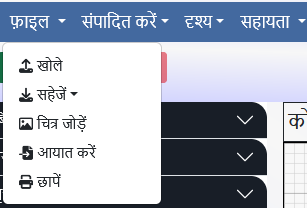 फ़ाइल संपादित करें दृश्य सहायता
खोलें
सहेजें
चित्र जोड़ें
आयात करें
छापें